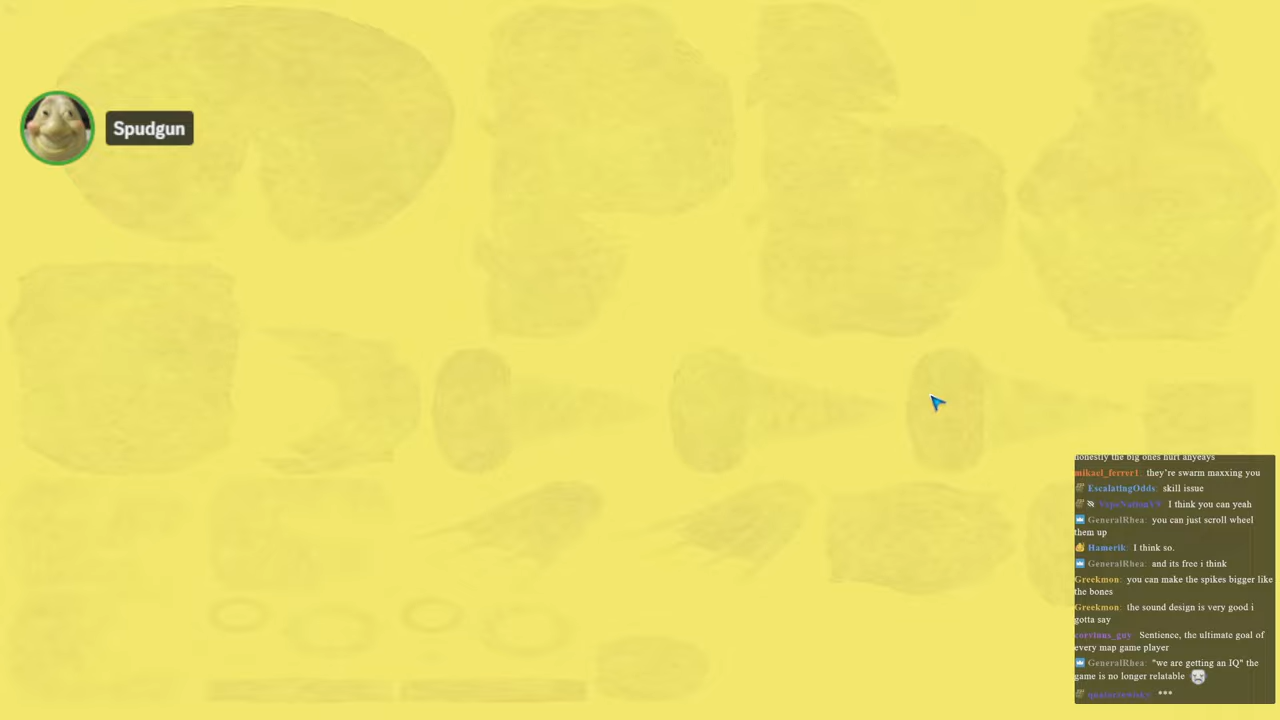 Spudgun
honestly the big ones hurt anyeays
mikael_ferrer1: they're swarm maxxing you
EscalatingOdds: skill issue
I think you can yeah
GeneralRhea: you can just scroll wheel
them up
Hamerik: I think so.
GeneralRhea: and its free i think
Greekmon: you can make the spikes bigger like
the bones
Greekmon: the sound design is very good i
gotta say
Sentience, the ultimate goal of
every map game player
GeneralRhea: "we are getting an IQ" the
game is no longer relatable